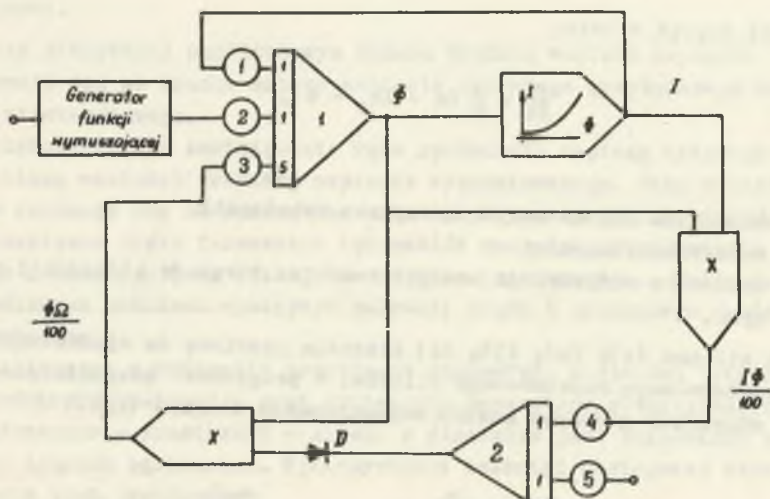 Generator
funkcji
wymuszającej
1
2
3
1
1
5
1
Φ
I
Φ
I
X
ΦΩ
100
IΦ
100
X
D
2
1
1
4
5